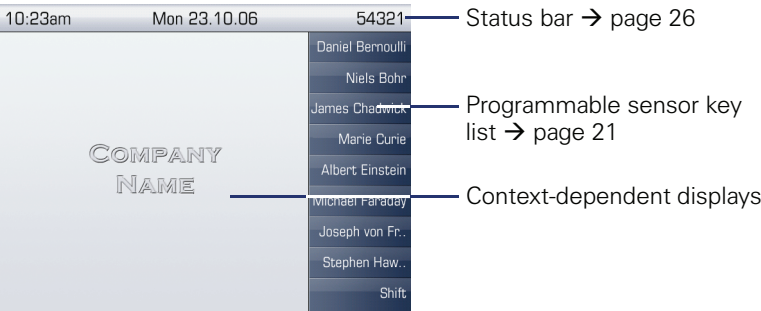 10:23am Mon 23.10.06 54321
Status bar → page 26
Daniel Bernoulli
Niels Bohr
James Chadwick
Programmable sensor key
list → page 21
Marie Curie
COMPANY
NAME
Albert Einstein
Michael Faraday
Context-dependent displays
Joseph von Fr..
Stephen Haw..
Shift